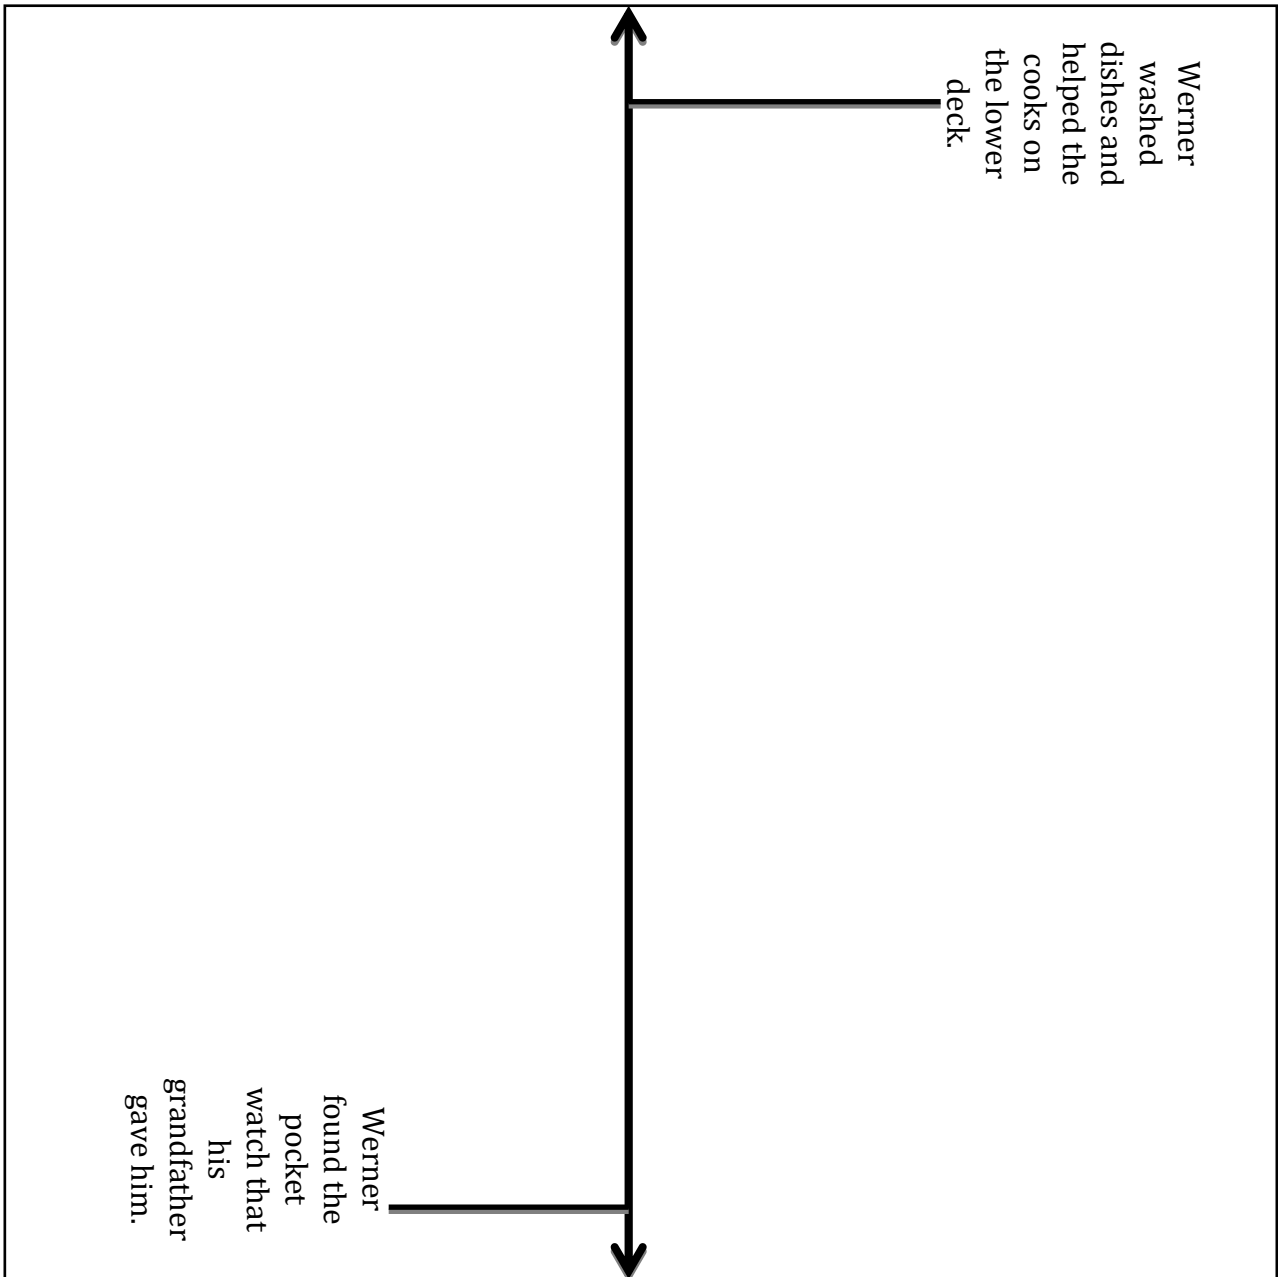 Werner
washed
dishes and
helped the
cooks on
the lower
deck.
Werner
found the
pocket
watch that
his
grandfather
gave him.